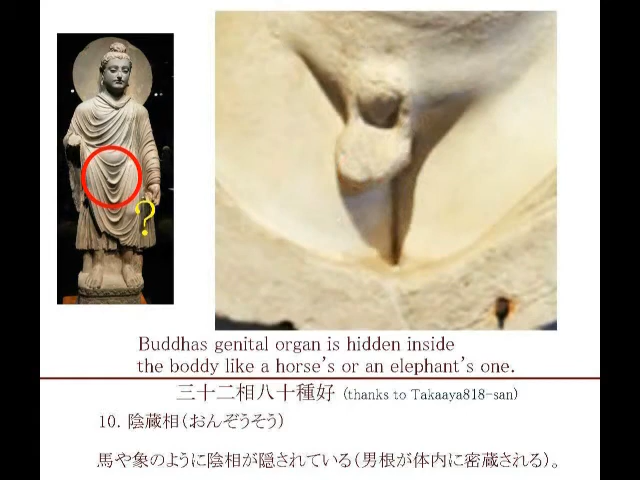 ?
Buddhas genital organ is hidden inside
the boddy like a horse's or an elephant's one.
三十二相八十種好 (thanks to Takaaya818-san)
10. 陰蔵相(おんぞうそう)
馬や象のように陰相が隠されている(男根が体内に密蔵される)。